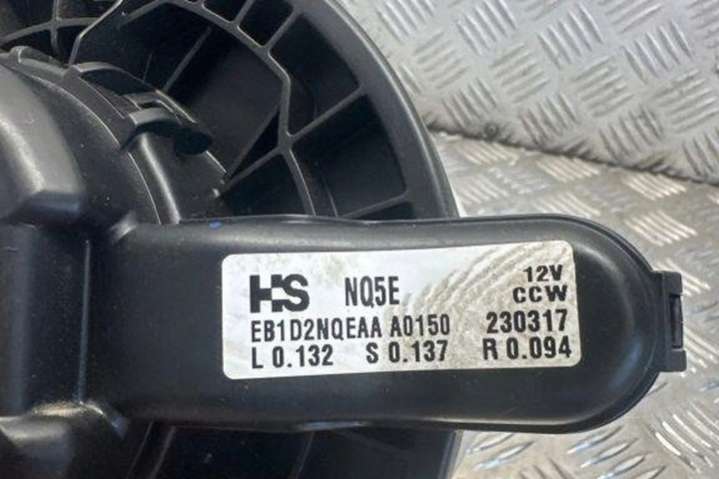 HS NQ5E 12V
CCW
EB1D2NQEAA A0150 230317
L 0.132 S 0.137 R 0.094